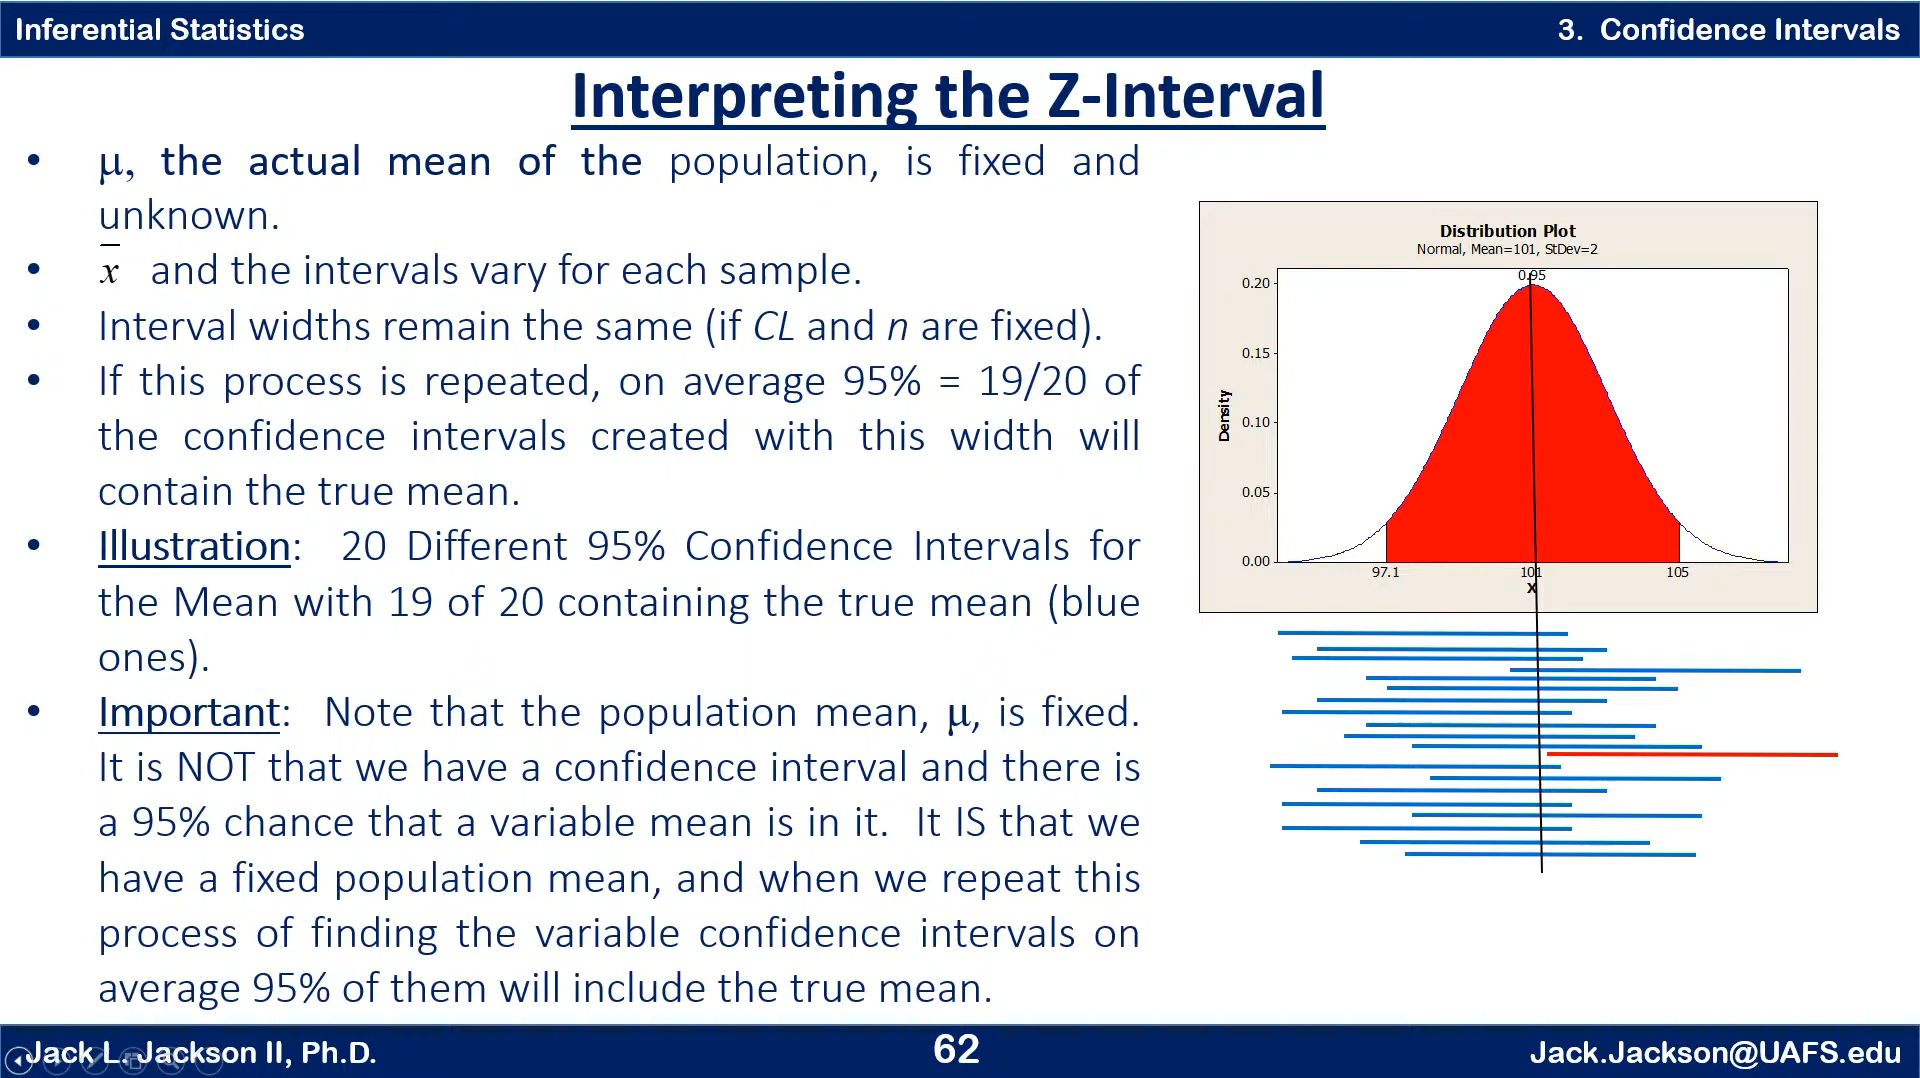 Inferential Statistics
3. Confidence Intervals
Interpreting the Z-Interval
• μ, the actual mean of the population, is fixed and
unknown.
• x̄ and the intervals vary for each sample.
• Interval widths remain the same (if CL and n are fixed).
• If this process is repeated, on average 95% = 19/20 of
the confidence intervals created with this width will
contain the true mean.
• Illustration: 20 Different 95% Confidence Intervals for
the Mean with 19 of 20 containing the true mean (blue
ones).
• Important: Note that the population mean, μ, is fixed.
It is NOT that we have a confidence interval and there is
a 95% chance that a variable mean is in it. It IS that we
have a fixed population mean, and when we repeat this
process of finding the variable confidence intervals on
average 95% of them will include the true mean.
Distribution Plot
Normal, Mean=101, StDev=2
0.95
0.20
0.15
0.10
0.05
0.00
Density
97.1 101 105
X
Jack L. Jackson II, Ph.D.
62
Jack.Jackson@UAFS.edu